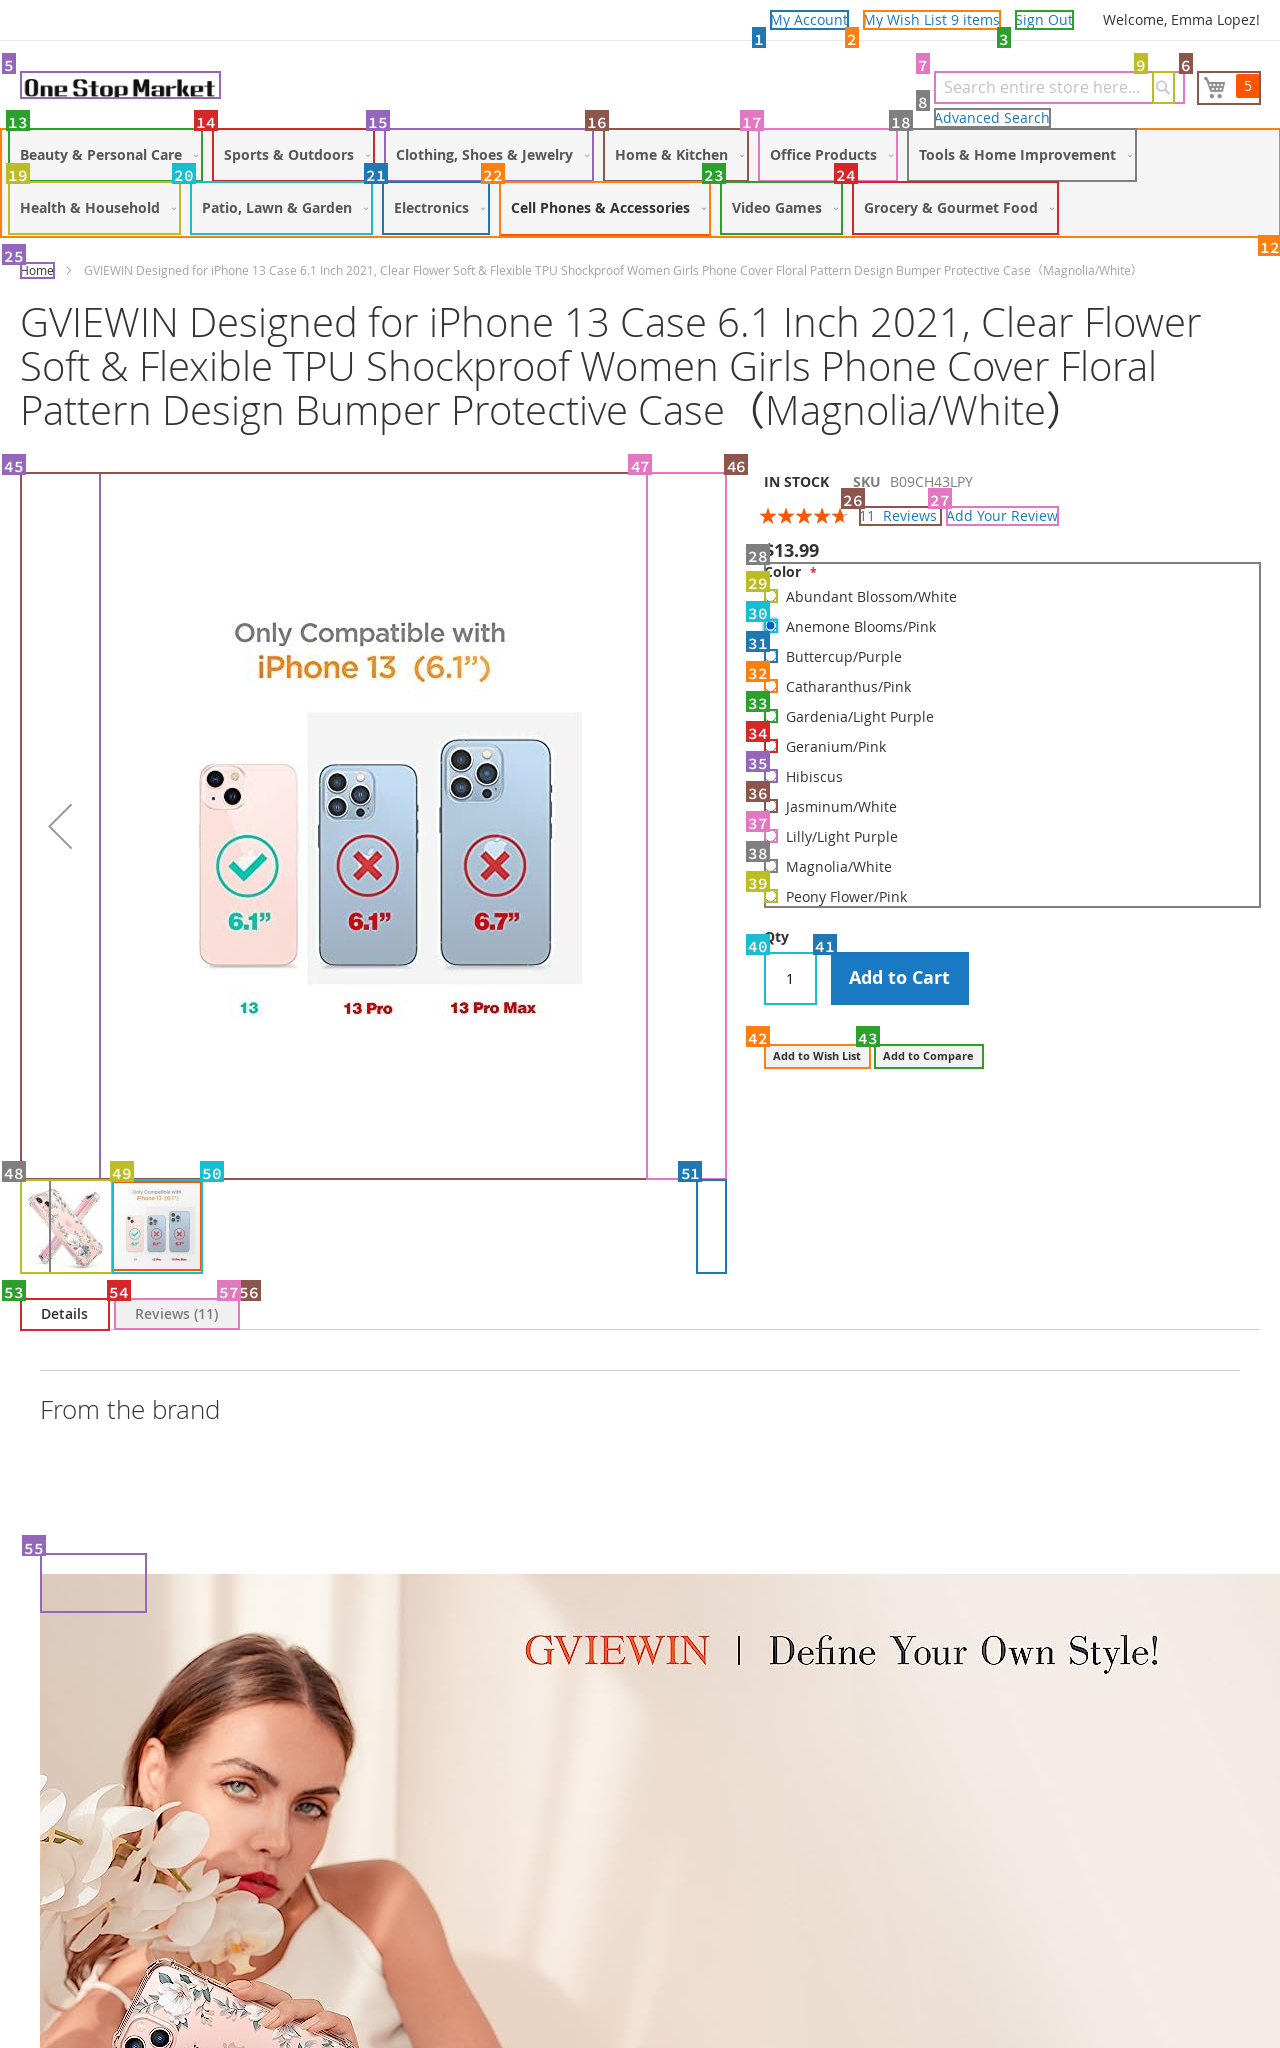 My Account My Wish List 9 items Sign Out Welcome, Emma Lopez!
1 2 3
5 7 9 6
One Stop Market Search entire store here... 5
8 Advanced Search
13 14 15 16 17 18
Beauty & Personal Care Sports & Outdoors Clothing, Shoes & Jewelry Home & Kitchen Office Products Tools & Home Improvement
19 20 21 22 23 24
Health & Household Patio, Lawn & Garden Electronics Cell Phones & Accessories Video Games Grocery & Gourmet Food
25 12
Home GVIEWIN Designed for iPhone 13 Case 6.1 Inch 2021, Clear Flower Soft & Flexible TPU Shockproof Women Girls Phone Cover Floral Pattern Design Bumper Protective Case（Magnolia/White）
GVIEWIN Designed for iPhone 13 Case 6.1 Inch 2021, Clear Flower
Soft & Flexible TPU Shockproof Women Girls Phone Cover Floral
Pattern Design Bumper Protective Case（Magnolia/White）
45 47 46
IN STOCK SKU B09CH43LPY
26 27
11 Reviews Add Your Review
$13.99
28
Color *
29 Abundant Blossom/White
30 Anemone Blooms/Pink
31 Buttercup/Purple
32 Catharanthus/Pink
33 Gardenia/Light Purple
34 Geranium/Pink
35 Hibiscus
36 Jasminum/White
37 Lilly/Light Purple
38 Magnolia/White
39 Peony Flower/Pink
Qty
40 41
1 Add to Cart
42 43
Add to Wish List Add to Compare
Only Compatible with
iPhone 13 (6.1”)
6.1” 6.1” 6.7”
13 13 Pro 13 Pro Max
48 49 50 51
Only Compatible with
iPhone 13 (6.1")
53 54 57 56
Details Reviews (11)
From the brand
55
GVIEWIN | Define Your Own Style!